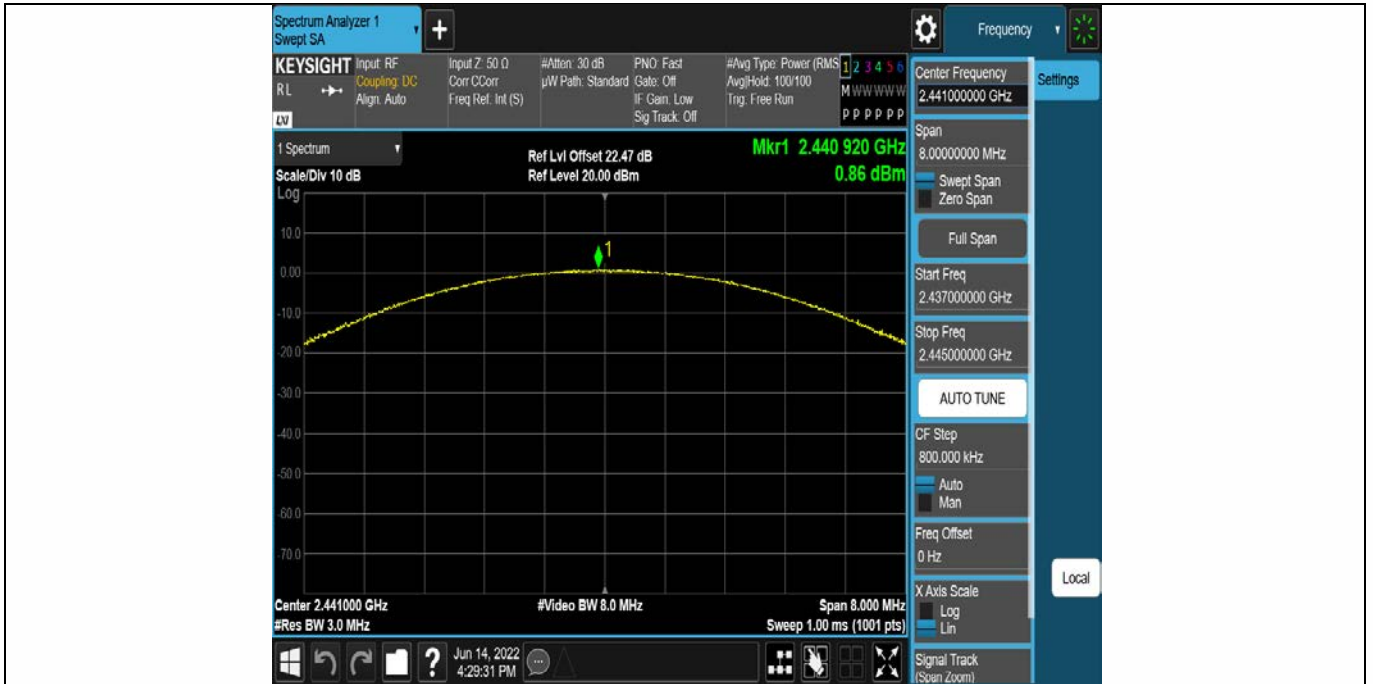 Spectrum Analyzer 1
Swept SA
+
Frequency
KEYSIGHT
RL
Input: RF
Coupling: DC
Align: Auto
Input Z: 50 Ω
Corr CCorr
Freq Ref: Int (S)
#Atten: 30 dB
µW Path: Standard
PNO: Fast
Gate: Off
IF Gain: Low
Sig Track: Off
#Avg Type: Power (RMS
Avg|Hold: 100/100
Trig: Free Run
1 2 3 4 5 6
M W W W W W
P P P P P P
1 Spectrum
Scale/Div 10 dB
Log
Ref Lvl Offset 22.47 dB
Ref Level 20.00 dBm
Mkr1 2.440 920 GHz
0.86 dBm
1
10.0
0.00
-10.0
-20.0
-30.0
-40.0
-50.0
-60.0
-70.0
Center 2.441000 GHz
#Video BW 8.0 MHz
Span 8.000 MHz
#Res BW 3.0 MHz
Sweep 1.00 ms (1001 pts)
?
Jun 14, 2022
4:29:31 PM
Center Frequency
2.441000000 GHz
Settings
Span
8.00000000 MHz
Swept Span
Zero Span
Full Span
Start Freq
2.437000000 GHz
Stop Freq
2.445000000 GHz
AUTO TUNE
CF Step
800.000 kHz
Auto
Man
Freq Offset
0 Hz
X Axis Scale
Log
Lin
Local
Signal Track
(Span Zoom)